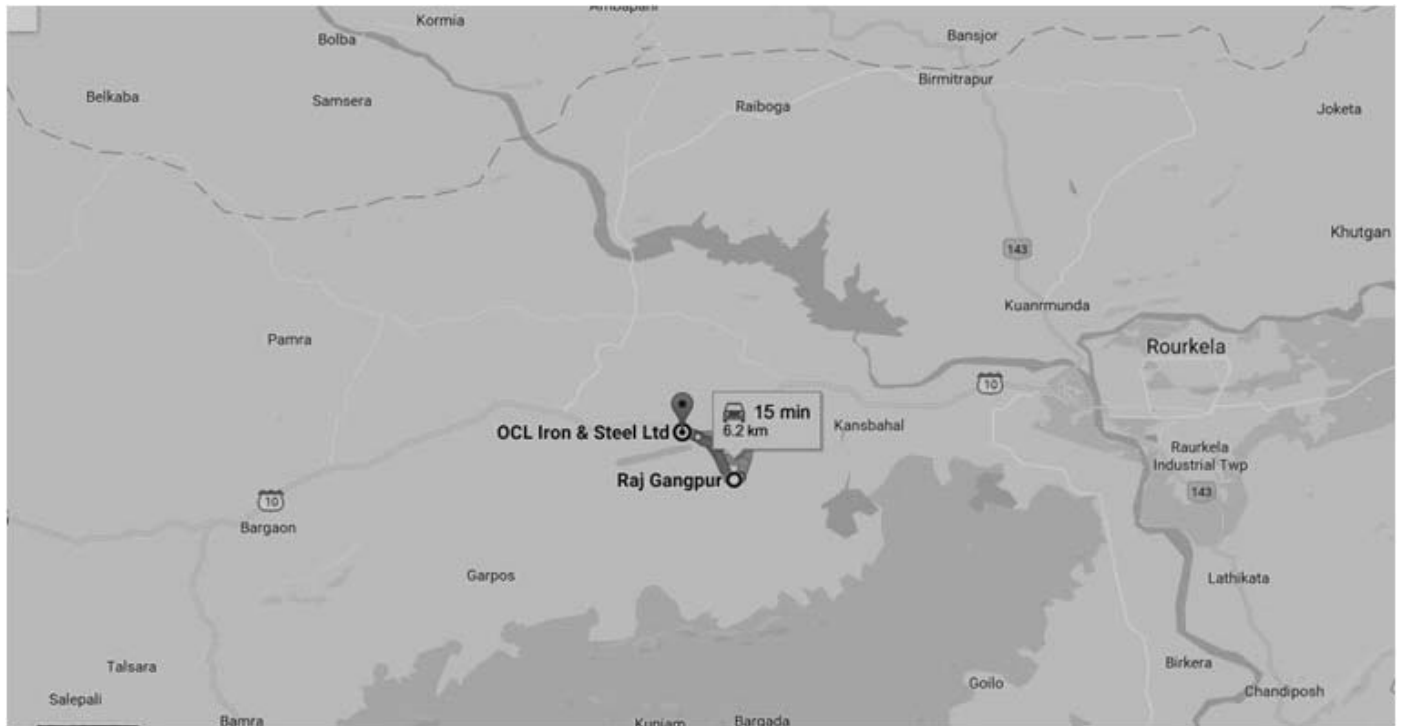 Kormia
Bolba
Bansjor
Birmitrapur
Belkaba
Samsera
Raiboga
Joketa
Khutgan
143
Kuanrmunda
Pamra
Rourkela
10
15 min
6.2 km
OCL Iron & Steel Ltd
Kansbahal
Raj Gangpur
Raurkela
Industrial Twp
143
10
Bargaon
Garpos
Lathikata
Talsara
Birkera
Salepali
Goilo
Chandiposh
Bamra
Kuniam
Bargada